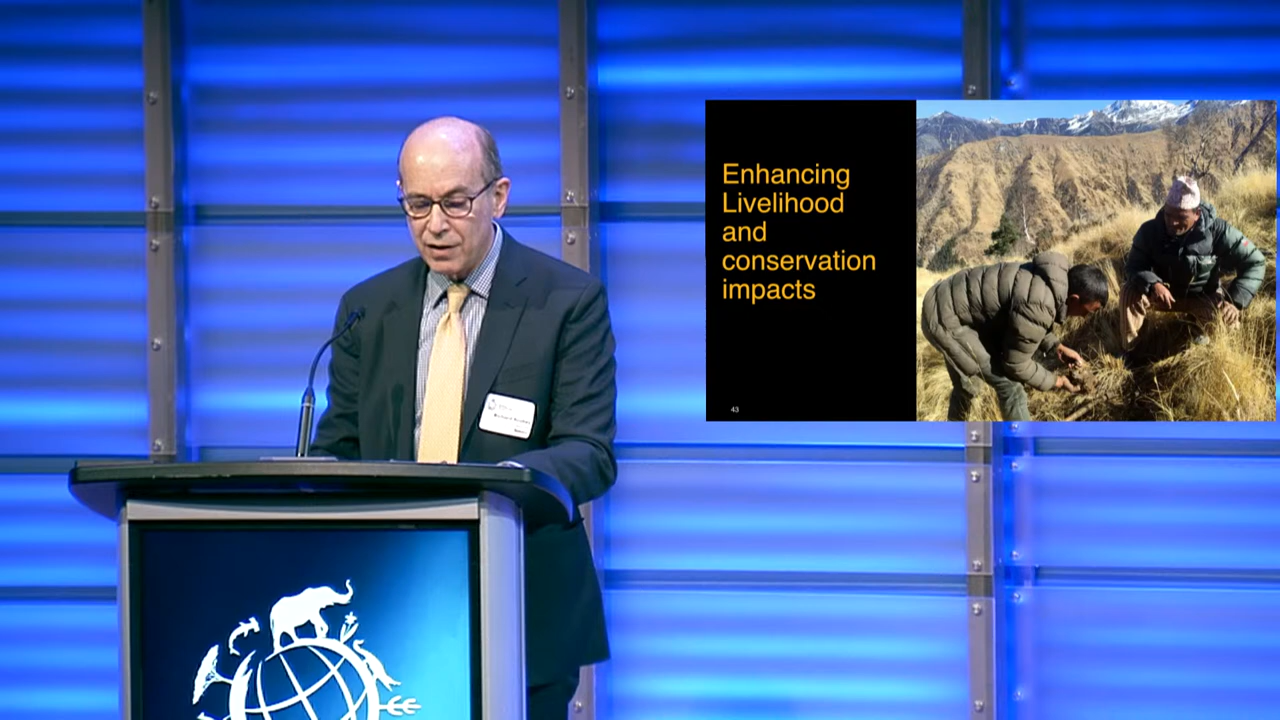 Enhancing
Livelihood
and
conservation
impacts
43